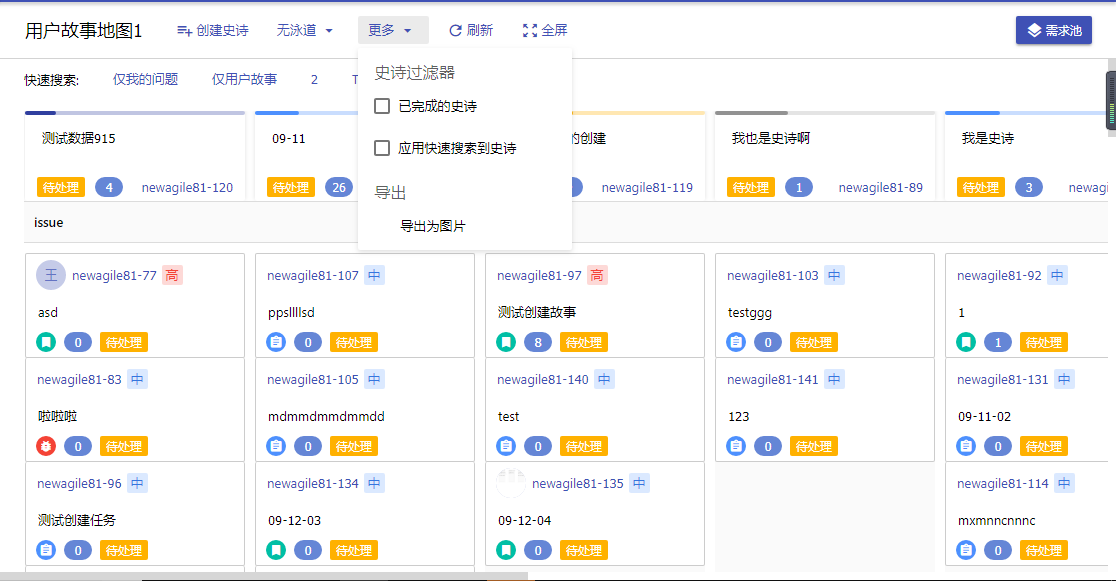 用户故事地图1 创建史诗 无泳道 更多 刷新 全屏 需求池
快速搜索: 仅我的问题 仅用户故事 2 T
史诗过滤器
已完成的史诗
应用快速搜索到史诗
导出
导出为图片
测试数据915 09-11 的创建 我也是史诗啊 我是史诗
待处理 4 newagile81-120 待处理 26 newagile81-119 待处理 1 newagile81-89 待处理 3 newagi
issue
王 newagile81-77 高 newagile81-107 中 newagile81-97 高 newagile81-103 中 newagile81-92 中
asd ppsllllsd 测试创建故事 testggg 1
0 待处理 0 待处理 8 待处理 0 待处理 1 待处理
newagile81-83 中 newagile81-105 中 newagile81-140 中 newagile81-141 中 newagile81-131 中
啦啦啦 mdmmdmmdmmdd test 123 09-11-02
0 待处理 0 待处理 0 待处理 0 待处理 0 待处理
newagile81-96 中 newagile81-134 中 newagile81-135 中 newagile81-114 中
测试创建任务 09-12-03 09-12-04 mxmnncnnnc
0 待处理 0 待处理 0 待处理 0 待处理